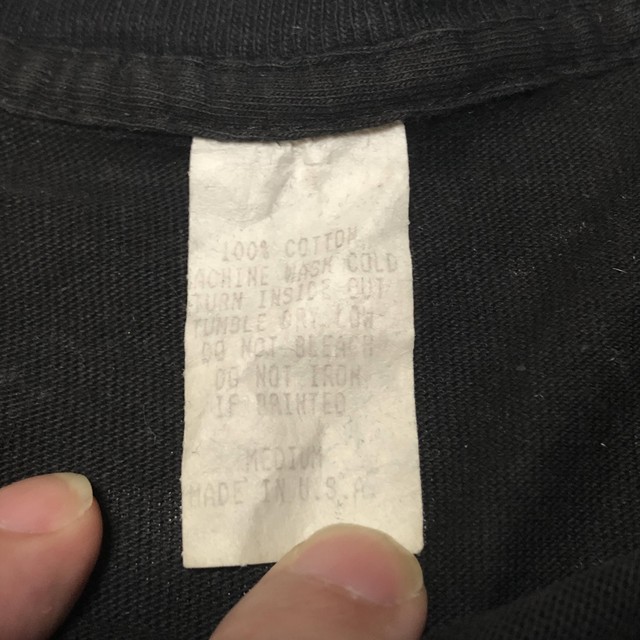 100% COTTON
MACHINE WASH COLD
TURN INSIDE OUT
TUMBLE DRY LOW
DO NOT BLEACH
DO NOT IRON
IF PRINTED
MEDIUM
MADE IN U.S.A.